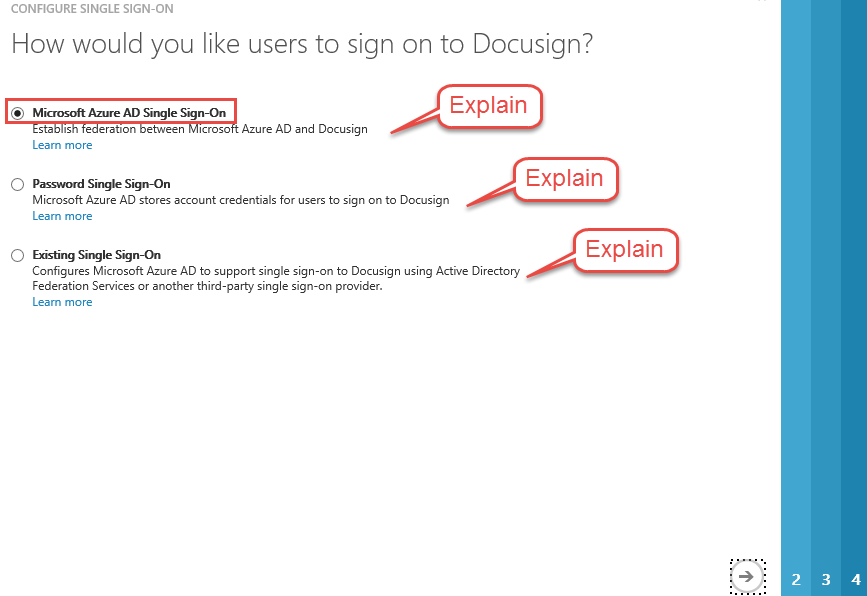 CONFIGURE SINGLE SIGN-ON
How would you like users to sign on to Docusign?
Microsoft Azure AD Single Sign-On
Explain
Establish federation between Microsoft Azure AD and Docusign
Learn more
Password Single Sign-On
Explain
Microsoft Azure AD stores account credentials for users to sign on to Docusign
Learn more
Existing Single Sign-On
Explain
Configures Microsoft Azure AD to support single sign-on to Docusign using Active Directory
Federation Services or another third-party single sign-on provider.
Learn more
2 3 4